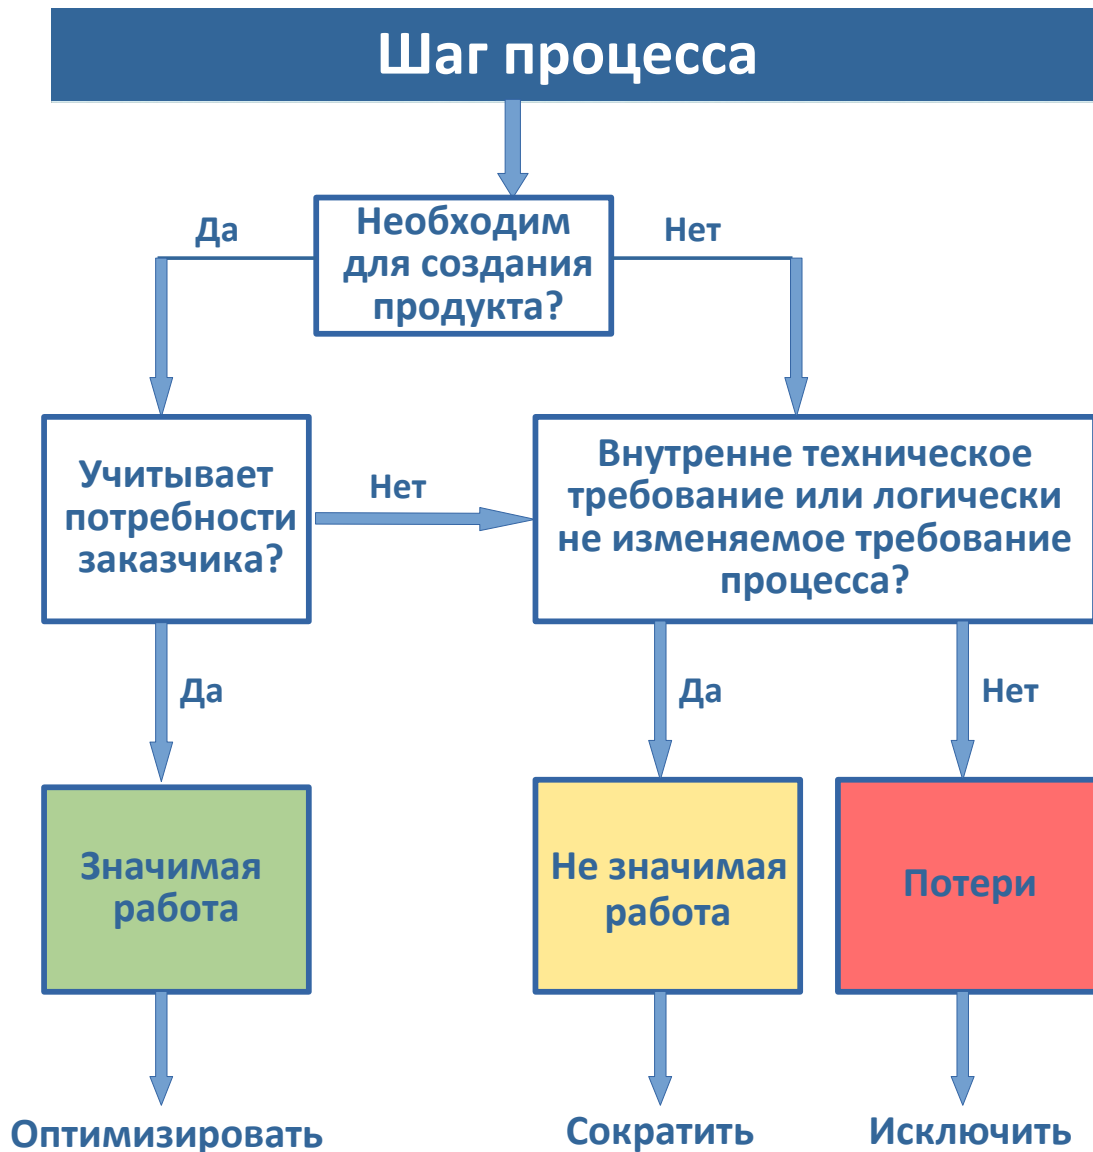 Шаг процесса
Необходим
для создания
продукта?
Да
Нет
Учитывает
потребности
заказчика?
Нет
Внутренне техническое
требование или логически
не изменяемое требование
процесса?
Да
Да
Нет
Значимая
работа
Не значимая
работа
Потери
Оптимизировать
Сократить
Исключить